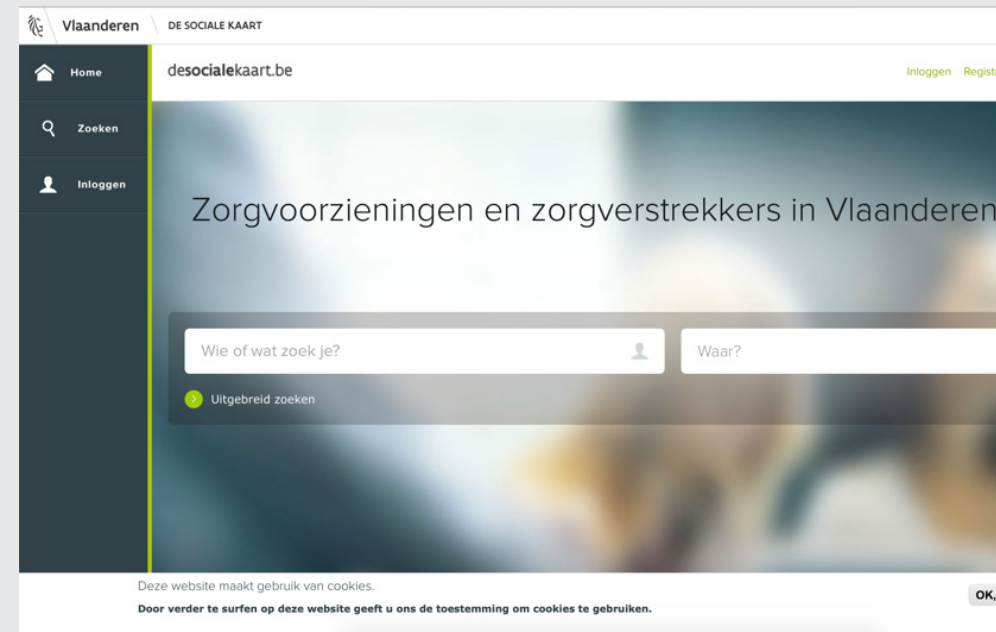 Vlaanderen DE SOCIALE KAART
Home
desocialekaart.be
Inloggen
Zoeken
Inloggen
Zorgvoorzieningen en zorgverstrekkers in Vlaanderen
Wie of wat zoek je?
Waar?
Uitgebreid zoeken
Deze website maakt gebruik van cookies.
Door verder te surfen op deze website geeft u ons de toestemming om cookies te gebruiken.
OK,